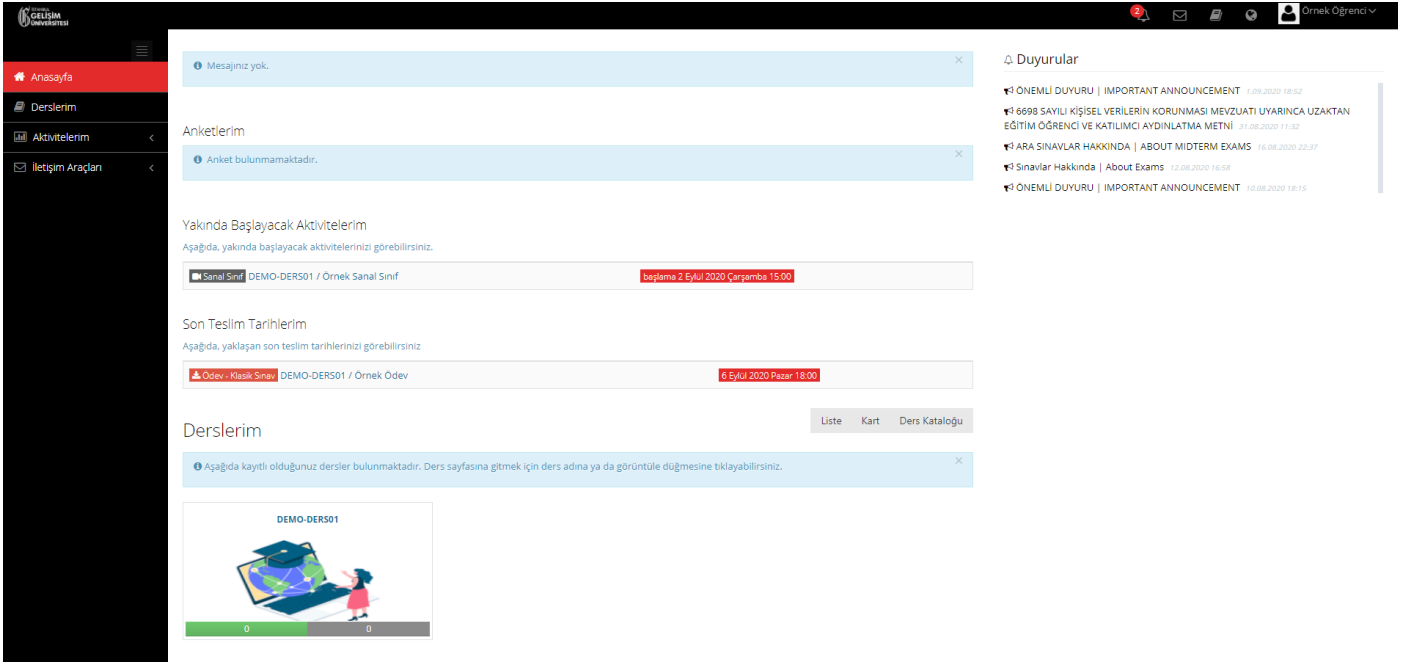 İSTANBUL
GELİŞİM
ÜNİVERSİTESİ
2
Örnek Öğrenci
Anasayfa
Derslerim
Aktivitelerim
İletişim Araçları
Mesajınız yok.
Anketlerim
Anket bulunmamaktadır.
Yakında Başlayacak Aktivitelerim
Aşağıda, yakında başlayacak aktivitelerinizi görebilirsiniz.
Sanal Sınıf DEMO-DERS01 / Örnek Sanal Sınıf başlama 2 Eylül 2020 Çarşamba 15:00
Son Teslim Tarihlerim
Aşağıda, yaklaşan son teslim tarihlerinizi görebilirsiniz
Ödev - Klasik Sınav DEMO-DERS01 / Örnek Ödev 6 Eylül 2020 Pazar 18:00
Derslerim
Liste Kart Ders Kataloğu
Aşağıda kayıtlı olduğunuz dersler bulunmaktadır. Ders sayfasına gitmek için ders adına ya da görüntüle düğmesine tıklayabilirsiniz.
DEMO-DERS01
0 0
Duyurular
ÖNEMLİ DUYURU | IMPORTANT ANNOUNCEMENT 1.09.2020 18:52
6698 SAYILI KİŞİSEL VERİLERİN KORUNMASI MEVZUATI UYARINCA UZAKTAN
EĞİTİM ÖĞRENCİ VE KATILIMCI AYDINLATMA METNİ 31.08.2020 11:32
ARA SINAVLAR HAKKINDA | ABOUT MIDTERM EXAMS 16.08.2020 22:37
Sınavlar Hakkında | About Exams 12.08.2020 16:58
ÖNEMLİ DUYURU | IMPORTANT ANNOUNCEMENT 10.08.2020 18:15